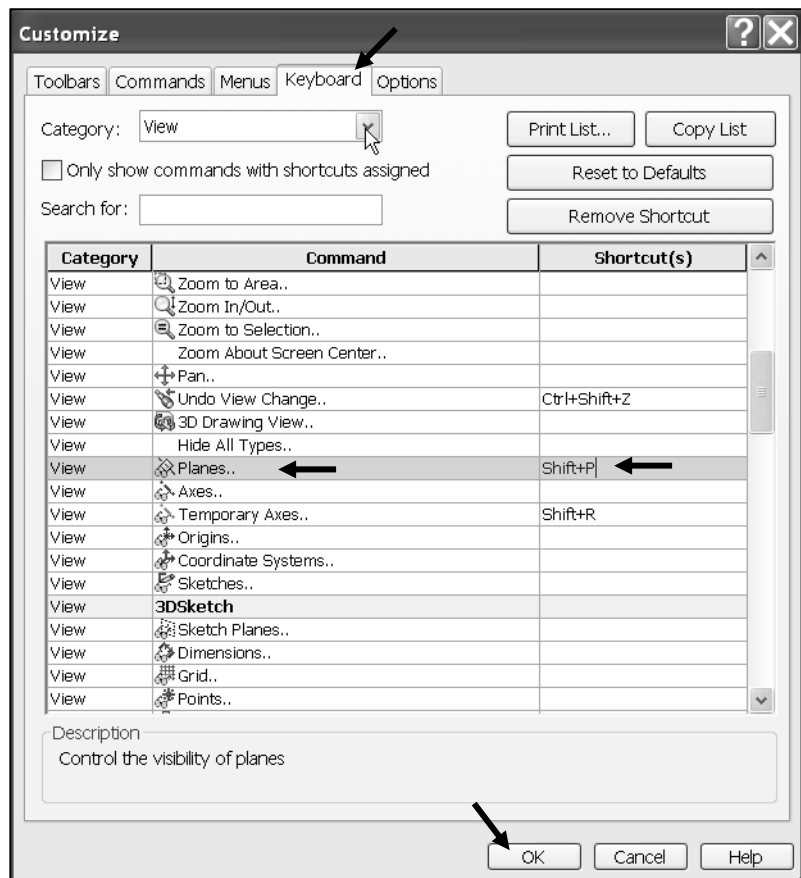 Customize
Toolbars Commands Menus Keyboard Options
Category: View Print List... Copy List
Only show commands with shortcuts assigned Reset to Defaults
Search for: Remove Shortcut
Category Command Shortcut(s)
View Zoom to Area..
View Zoom In/Out..
View Zoom to Selection..
View Zoom About Screen Center..
View Pan..
View Undo View Change.. Ctrl+Shift+Z
View 3D Drawing View..
View Hide All Types..
View Planes.. Shift+P
View Axes..
View Temporary Axes.. Shift+R
View Origins..
View Coordinate Systems..
View Sketches..
View 3DSketch
View Sketch Planes..
View Dimensions..
View Grid..
View Points..
Description
Control the visibility of planes
OK Cancel Help